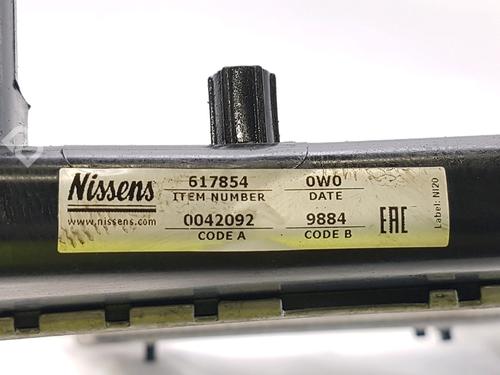 Nissens
www.nissens.com
617854 0W0
ITEM NUMBER DATE
0042092 9884
CODE A CODE B
EAC
Label: NI20